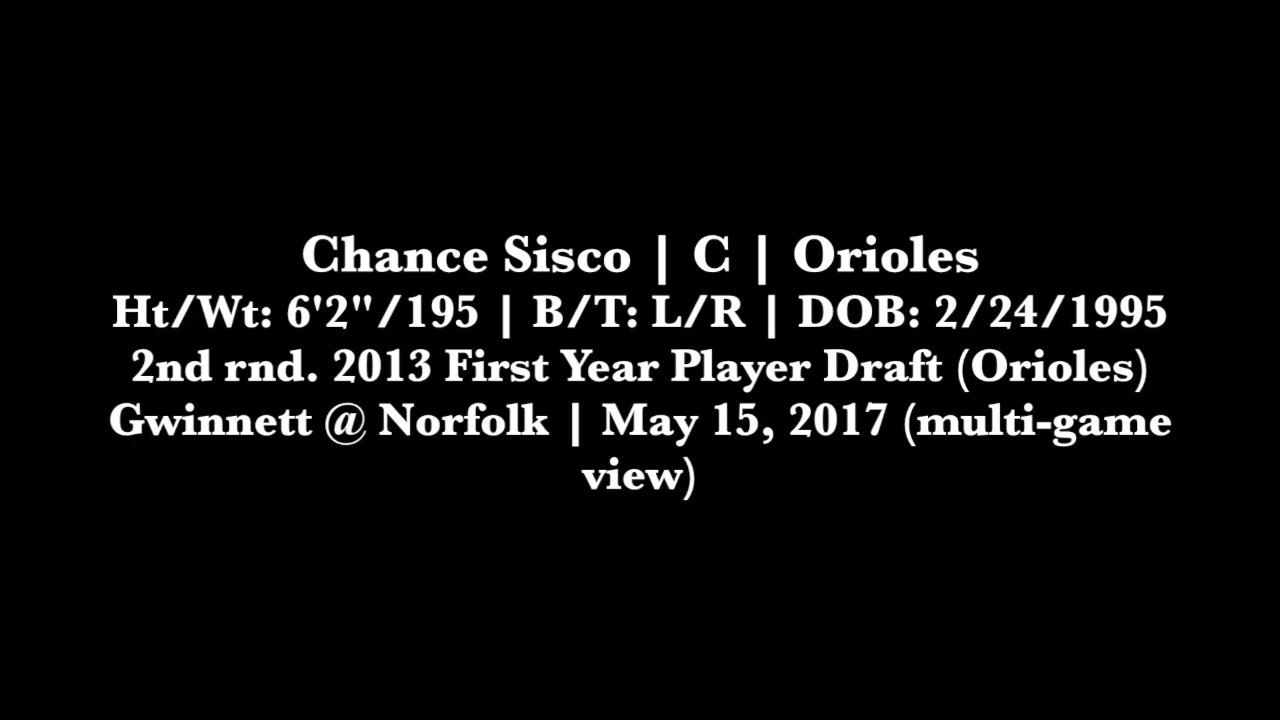 Chance Sisco | C | Orioles
Ht/Wt: 6'2"/195 | B/T: L/R | DOB: 2/24/1995
2nd rnd. 2013 First Year Player Draft (Orioles)
Gwinnett @ Norfolk | May 15, 2017 (multi-game
view)